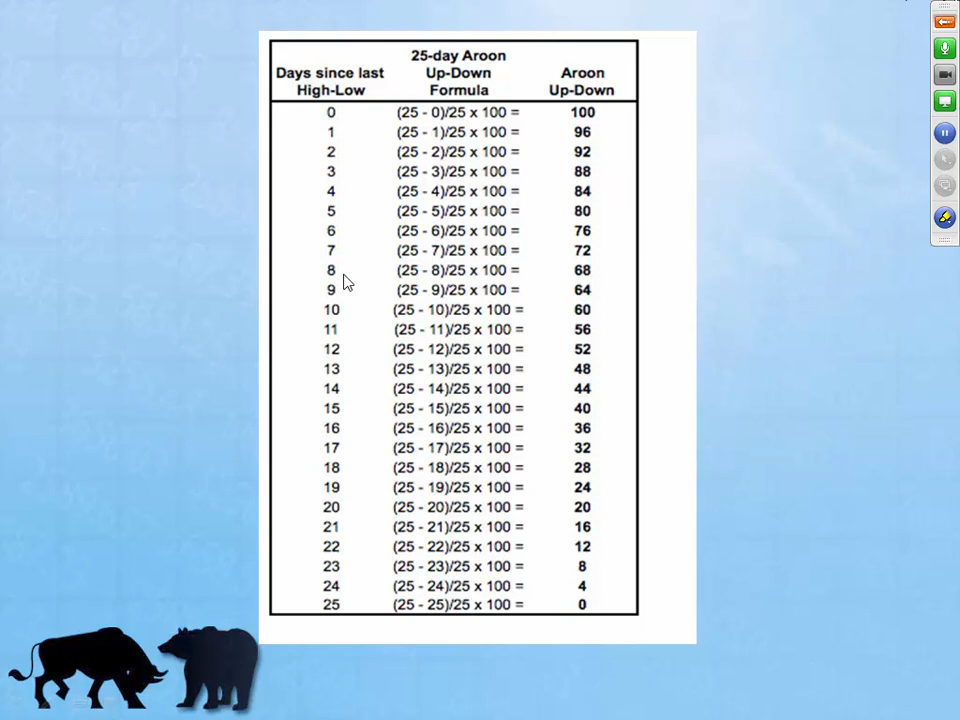 Days since last High-Low 25-day Aroon Up-Down Formula Aroon Up-Down
0 (25 - 0)/25 x 100 = 100
1 (25 - 1)/25 x 100 = 96
2 (25 - 2)/25 x 100 = 92
3 (25 - 3)/25 x 100 = 88
4 (25 - 4)/25 x 100 = 84
5 (25 - 5)/25 x 100 = 80
6 (25 - 6)/25 x 100 = 76
7 (25 - 7)/25 x 100 = 72
8 (25 - 8)/25 x 100 = 68
9 (25 - 9)/25 x 100 = 64
10 (25 - 10)/25 x 100 = 60
11 (25 - 11)/25 x 100 = 56
12 (25 - 12)/25 x 100 = 52
13 (25 - 13)/25 x 100 = 48
14 (25 - 14)/25 x 100 = 44
15 (25 - 15)/25 x 100 = 40
16 (25 - 16)/25 x 100 = 36
17 (25 - 17)/25 x 100 = 32
18 (25 - 18)/25 x 100 = 28
19 (25 - 19)/25 x 100 = 24
20 (25 - 20)/25 x 100 = 20
21 (25 - 21)/25 x 100 = 16
22 (25 - 22)/25 x 100 = 12
23 (25 - 23)/25 x 100 = 8
24 (25 - 24)/25 x 100 = 4
25 (25 - 25)/25 x 100 = 0